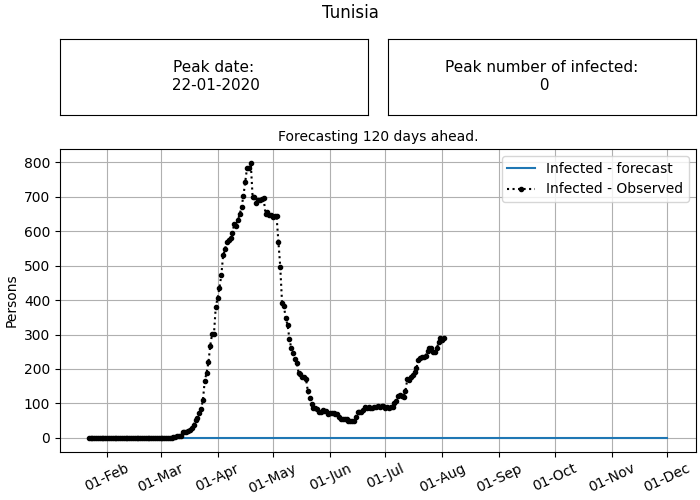 Tunisia
Peak date:
22-01-2020
Peak number of infected:
0
Forecasting 120 days ahead.
Infected - forecast
Infected - Observed
Persons
800
700
600
500
400
300
200
100
0
01-Feb
01-Mar
01-Apr
01-May
01-Jun
01-Jul
01-Aug
01-Sep
01-Oct
01-Nov
01-Dec